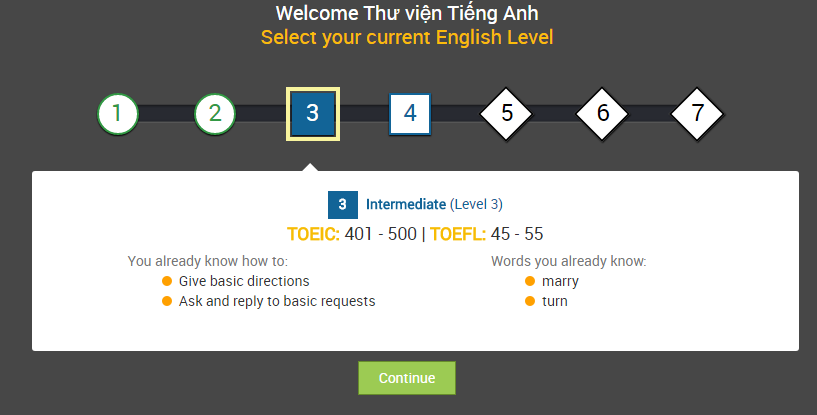 Welcome Thư viện Tiếng Anh
Select your current English Level
1 2 3 4 5 6 7
3 Intermediate (Level 3)
TOEIC: 401 - 500 | TOEFL: 45 - 55
You already know how to:
Give basic directions
Ask and reply to basic requests
Words you already know:
marry
turn
Continue